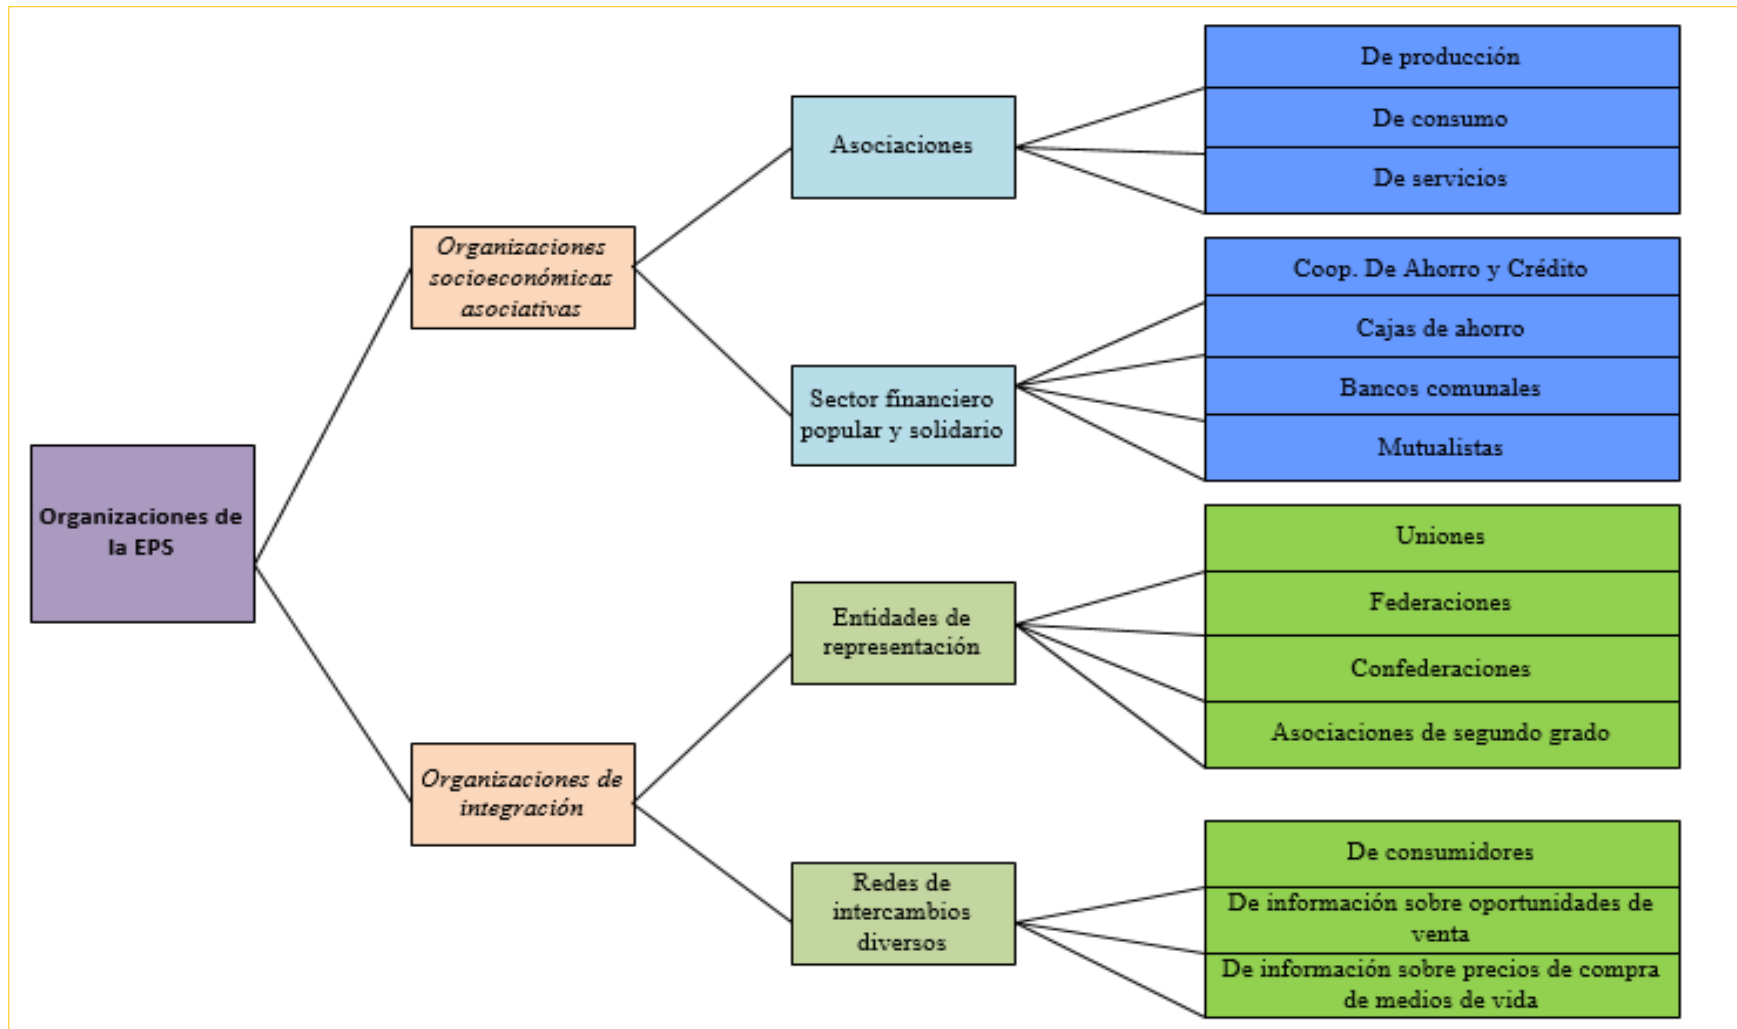 Organizaciones de
la EPS
Organizaciones
socioeconómicas
asociativas
Asociaciones
De producción
De consumo
De servicios
Sector financiero
popular y solidario
Coop. De Ahorro y Crédito
Cajas de ahorro
Bancos comunales
Mutualistas
Organizaciones de
integración
Entidades de
representación
Uniones
Federaciones
Confederaciones
Asociaciones de segundo grado
Redes de
intercambios
diversos
De consumidores
De información sobre oportunidades de
venta
De información sobre precios de compra
de medios de vida